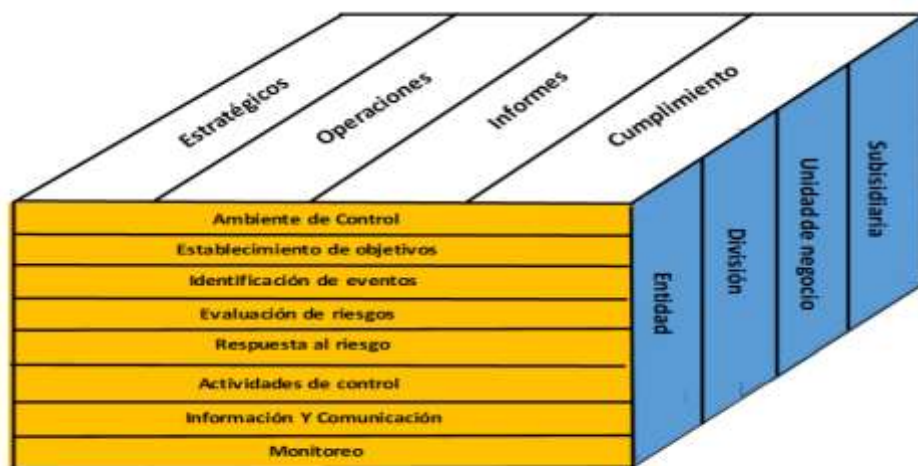 Estratégicos
Operaciones
Informes
Cumplimiento
Ambiente de Control
Establecimiento de objetivos
Identificación de eventos
Evaluación de riesgos
Respuesta al riesgo
Actividades de control
Información Y Comunicación
Monitoreo
Entidad
División
Unidad de negocio
Subisidiaria